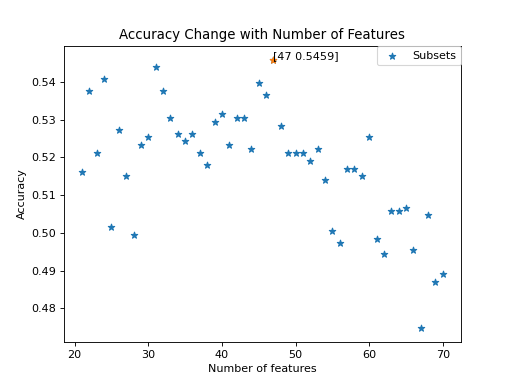 Accuracy Change with Number of Features
[47 0.5459]
Subsets
0.54
0.53
0.52
0.51
0.50
0.49
0.48
Accuracy
20 30 40 50 60 70
Number of features